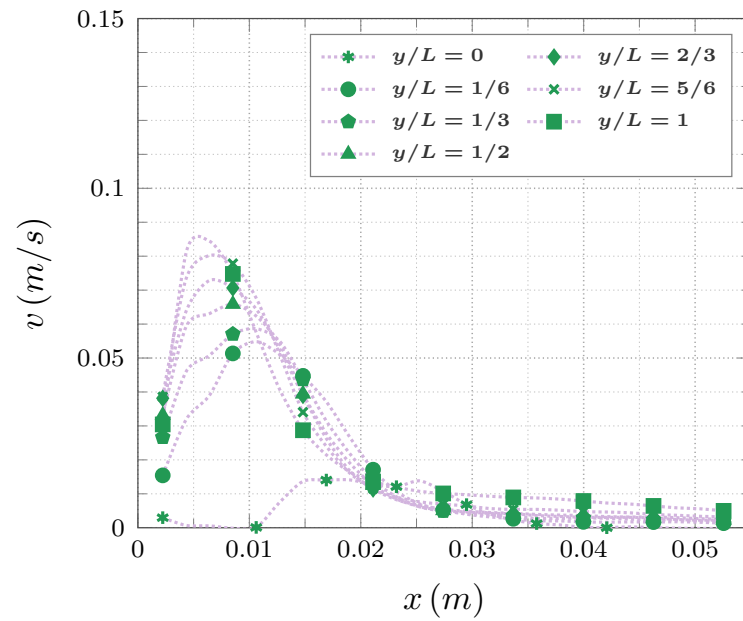 0.15
y/L = 0
y/L = 2/3
y/L = 1/6
y/L = 5/6
y/L = 1/3
y/L = 1
y/L = 1/2
0.1
v (m/s)
0.05
0
0 0.01 0.02 0.03 0.04 0.05
x (m)